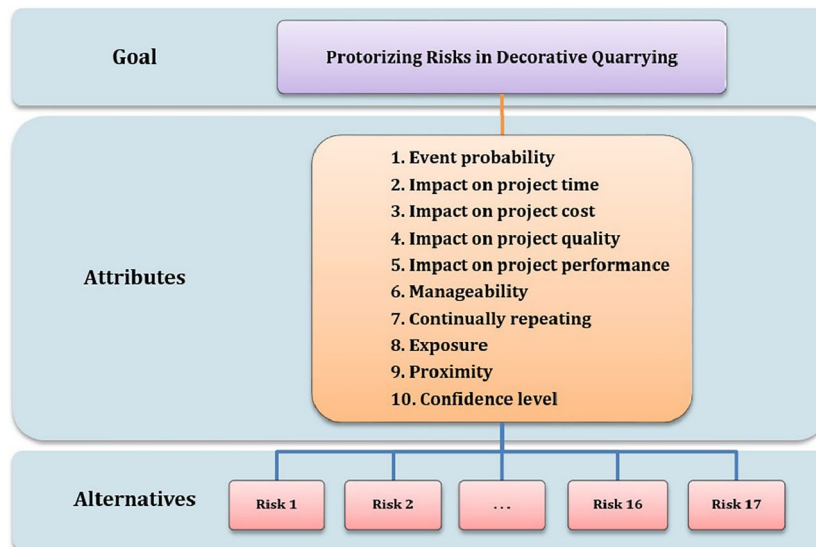 Goal
Protorizing Risks in Decorative Quarrying
Attributes
1. Event probability
2. Impact on project time
3. Impact on project cost
4. Impact on project quality
5. Impact on project performance
6. Manageability
7. Continually repeating
8. Exposure
9. Proximity
10. Confidence level
Alternatives
Risk 1
Risk 2
...
Risk 16
Risk 17